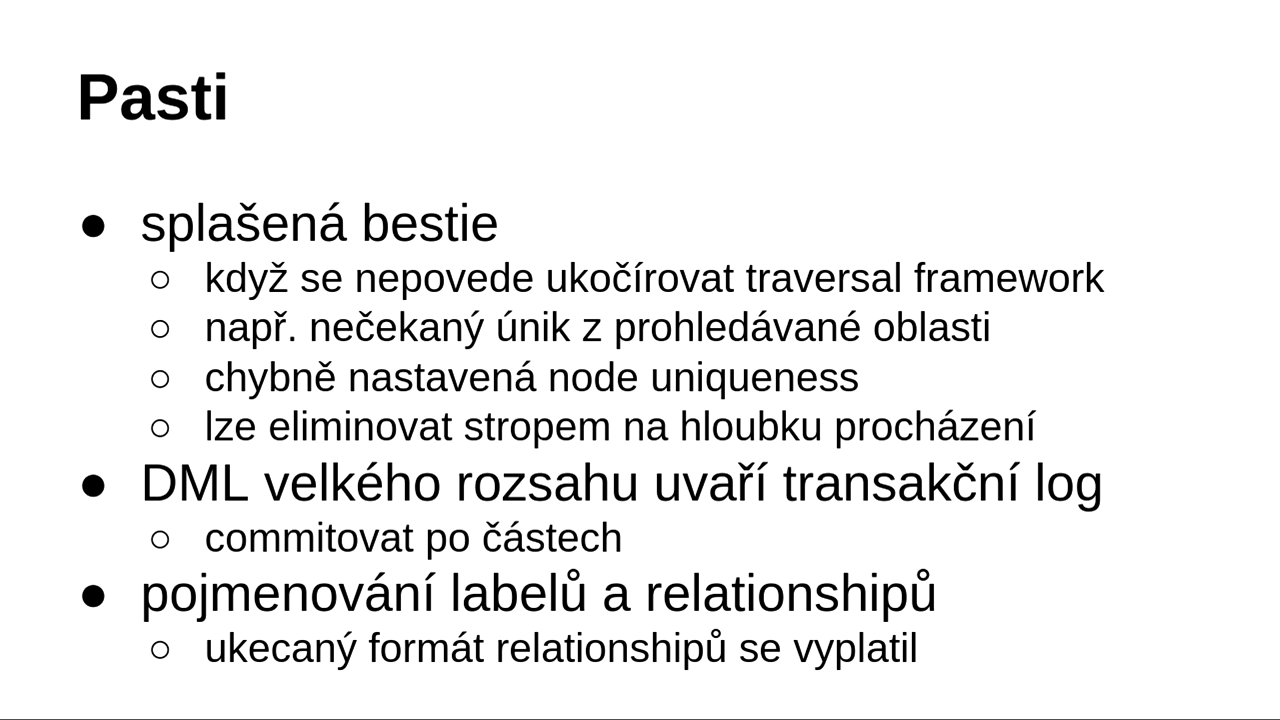 Pasti
● splašená bestie
○ když se nepovede ukočírovat traversal framework
○ např. nečekaný únik z prohledávané oblasti
○ chybně nastavená node uniqueness
○ lze eliminovat stropem na hloubku procházení
● DML velkého rozsahu uvaří transakční log
○ commitovat po částech
● pojmenování labelů a relationshipů
○ ukecaný formát relationshipů se vyplatil